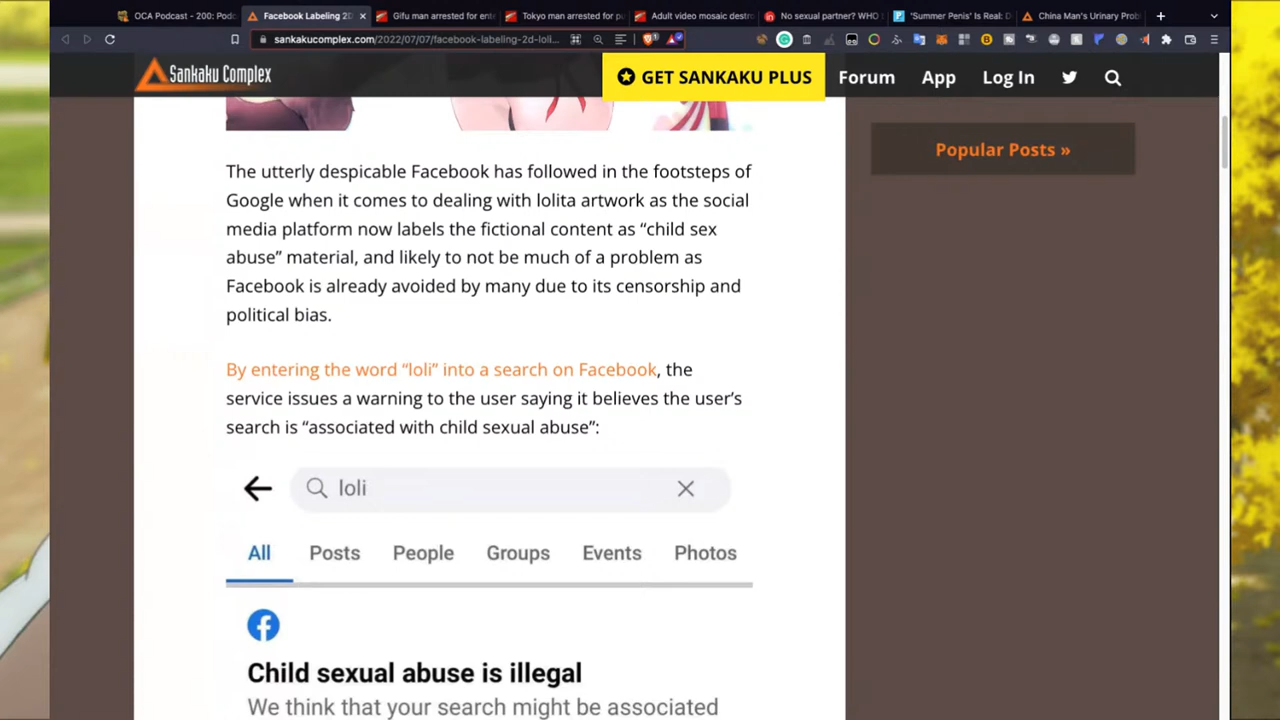 OCA Podcast - 200: Pod
Facebook Labeling 2D
Gifu man arrested for ente
Tokyo man arrested for pu
Adult video mosaic destro
No sexual partner? WHO
'Summer Penis' Is Real: D
China Man's Urinary Prob
sankakucomplex.com/2022/07/07/facebook-labeling-2d-loli...
Sankaku Complex
GET SANKAKU PLUS
Forum
App
Log In
Popular Posts »
The utterly despicable Facebook has followed in the footsteps of
Google when it comes to dealing with lolita artwork as the social
media platform now labels the fictional content as “child sex
abuse” material, and likely to not be much of a problem as
Facebook is already avoided by many due to its censorship and
political bias.
By entering the word “loli” into a search on Facebook, the
service issues a warning to the user saying it believes the user’s
search is “associated with child sexual abuse”:
loli
All
Posts
People
Groups
Events
Photos
Child sexual abuse is illegal
We think that your search might be associated